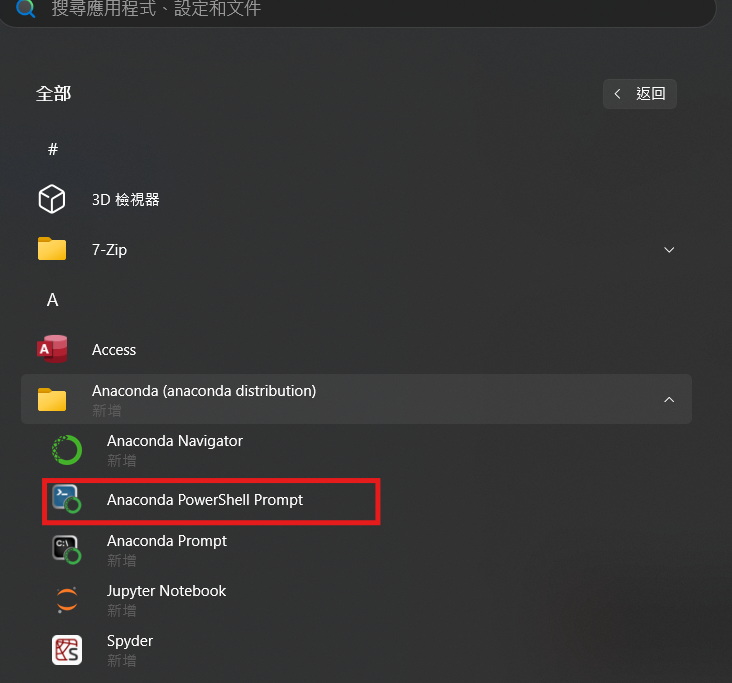 搜尋應用程式、設定和文件
全部
返回
#
3D 檢視器
7-Zip
A
Access
Anaconda (anaconda distribution)
新增
Anaconda Navigator
新增
Anaconda PowerShell Prompt
Anaconda Prompt
新增
Jupyter Notebook
新增
Spyder
新增